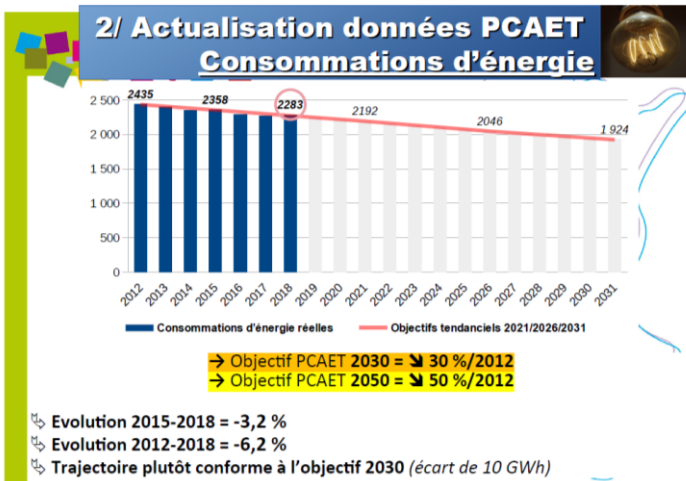 2/ Actualisation données PCAET
Consommations d'énergie
2435
2358
2283
2192
2046
1 924
2 500
2 000
1 500
1 000
500
0
2012 2013 2014 2015 2016 2017 2018 2019 2020 2021 2022 2023 2024 2025 2026 2027 2028 2029 2030 2031
Consommations d'énergie réelles Objectifs tendanciels 2021/2026/2031
→ Objectif PCAET 2030 = ↘ 30 %/2012
→ Objectif PCAET 2050 = ↘ 50 %/2012
Evolution 2015-2018 = -3,2 %
Evolution 2012-2018 = -6,2 %
Trajectoire plutôt conforme à l'objectif 2030 (écart de 10 GWh)